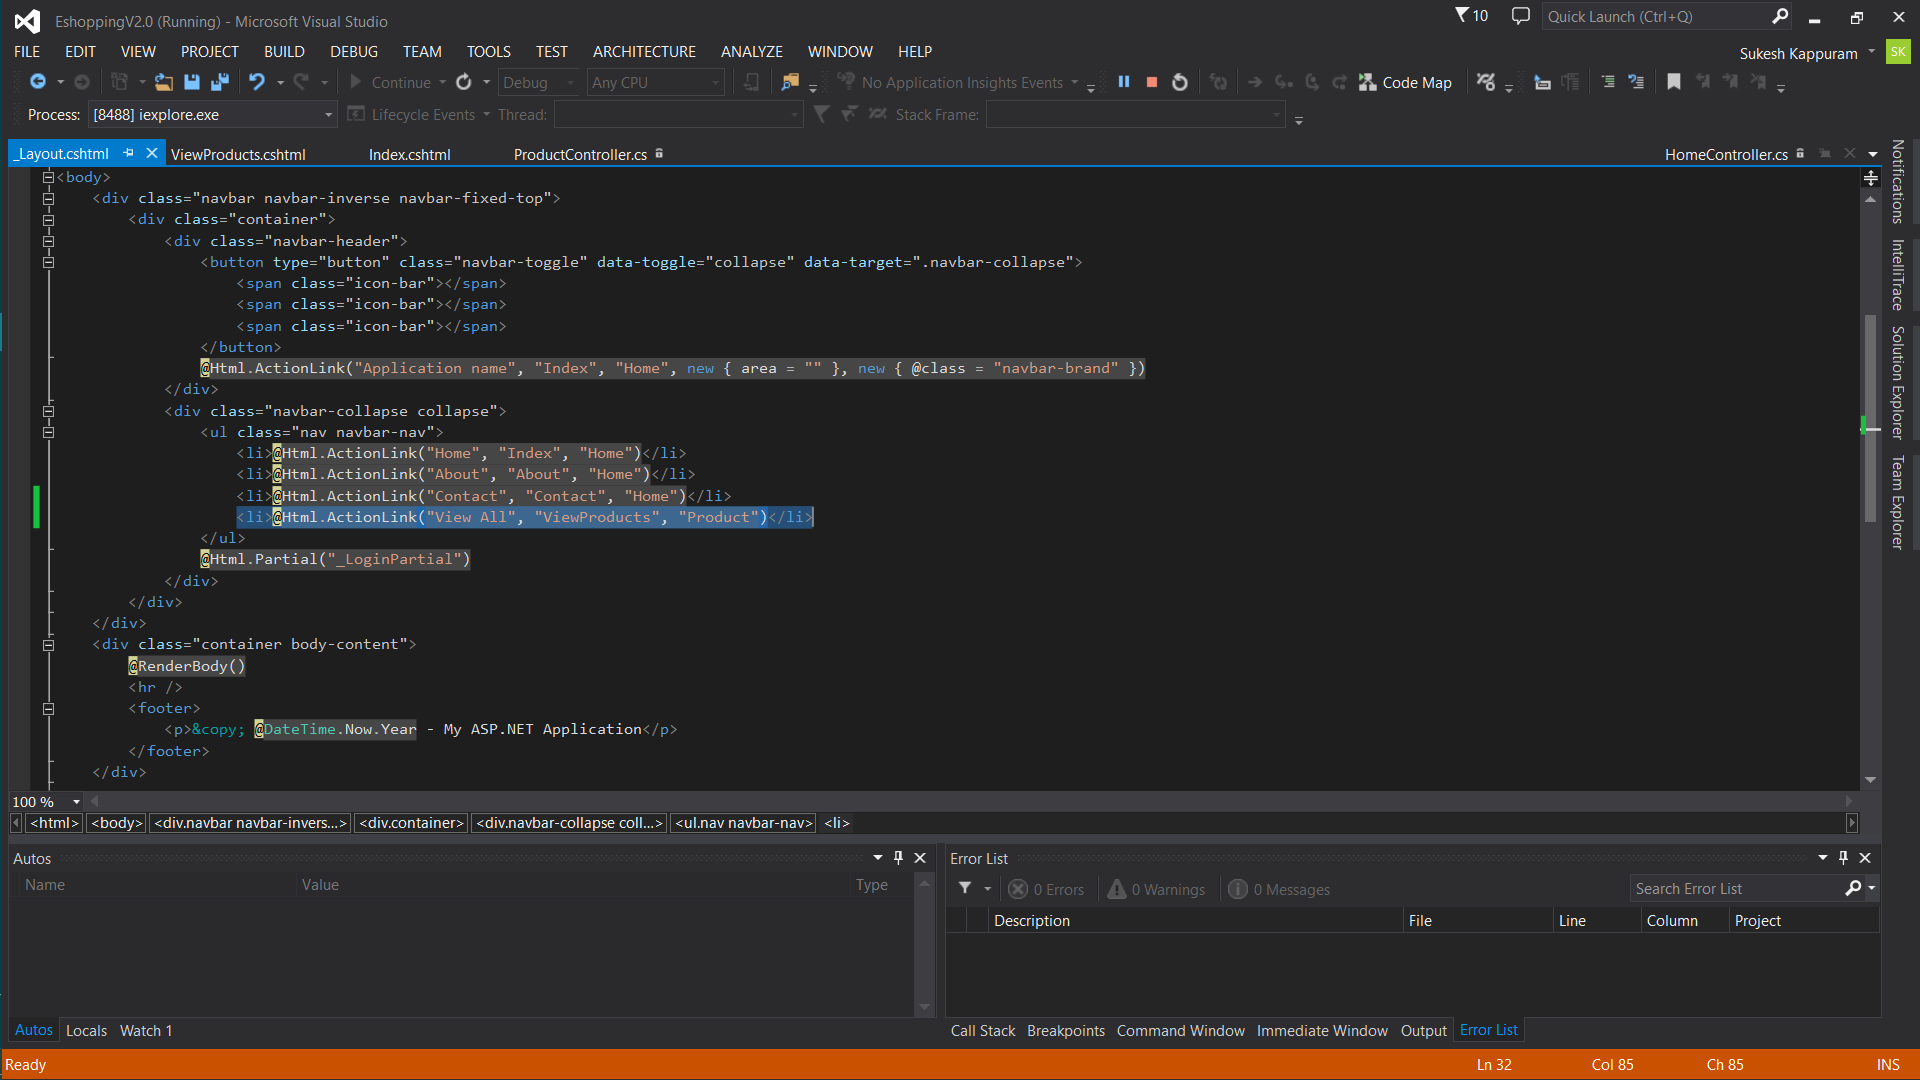 EshoppingV2.0 (Running) - Microsoft Visual Studio
10
Quick Launch (Ctrl+Q)
FILE EDIT VIEW PROJECT BUILD DEBUG TEAM TOOLS TEST ARCHITECTURE ANALYZE WINDOW HELP
Sukesh Kappuram SK
Continue Debug Any CPU No Application Insights Events Code Map
Process: [8488] iexplore.exe Lifecycle Events Thread: Stack Frame:
_Layout.cshtml ViewProducts.cshtml Index.cshtml ProductController.cs HomeController.cs
<body>
<div class="navbar navbar-inverse navbar-fixed-top">
<div class="container">
<div class="navbar-header">
<button type="button" class="navbar-toggle" data-toggle="collapse" data-target=".navbar-collapse">
<span class="icon-bar"></span>
<span class="icon-bar"></span>
<span class="icon-bar"></span>
</button>
@Html.ActionLink("Application name", "Index", "Home", new { area = "" }, new { @class = "navbar-brand" })
</div>
<div class="navbar-collapse collapse">
<ul class="nav navbar-nav">
<li>@Html.ActionLink("Home", "Index", "Home")</li>
<li>@Html.ActionLink("About", "About", "Home")</li>
<li>@Html.ActionLink("Contact", "Contact", "Home")</li>
<li>@Html.ActionLink("View All", "ViewProducts", "Product")</li>
</ul>
@Html.Partial("_LoginPartial")
</div>
</div>
</div>
<div class="container body-content">
@RenderBody()
<hr />
<footer>
<p>&copy; @DateTime.Now.Year - My ASP.NET Application</p>
</footer>
</div>
Notifications
IntelliTrace
Solution Explorer
Team Explorer
100 %
<html> <body> <div.navbar navbar-invers...> <div.container> <div.navbar-collapse coll...> <ul.nav navbar-nav> <li>
Autos
Name Value Type
Autos Locals Watch 1
Error List
0 Errors 0 Warnings 0 Messages Search Error List
Description File Line Column Project
Call Stack Breakpoints Command Window Immediate Window Output Error List
Ready Ln 32 Col 85 Ch 85 INS